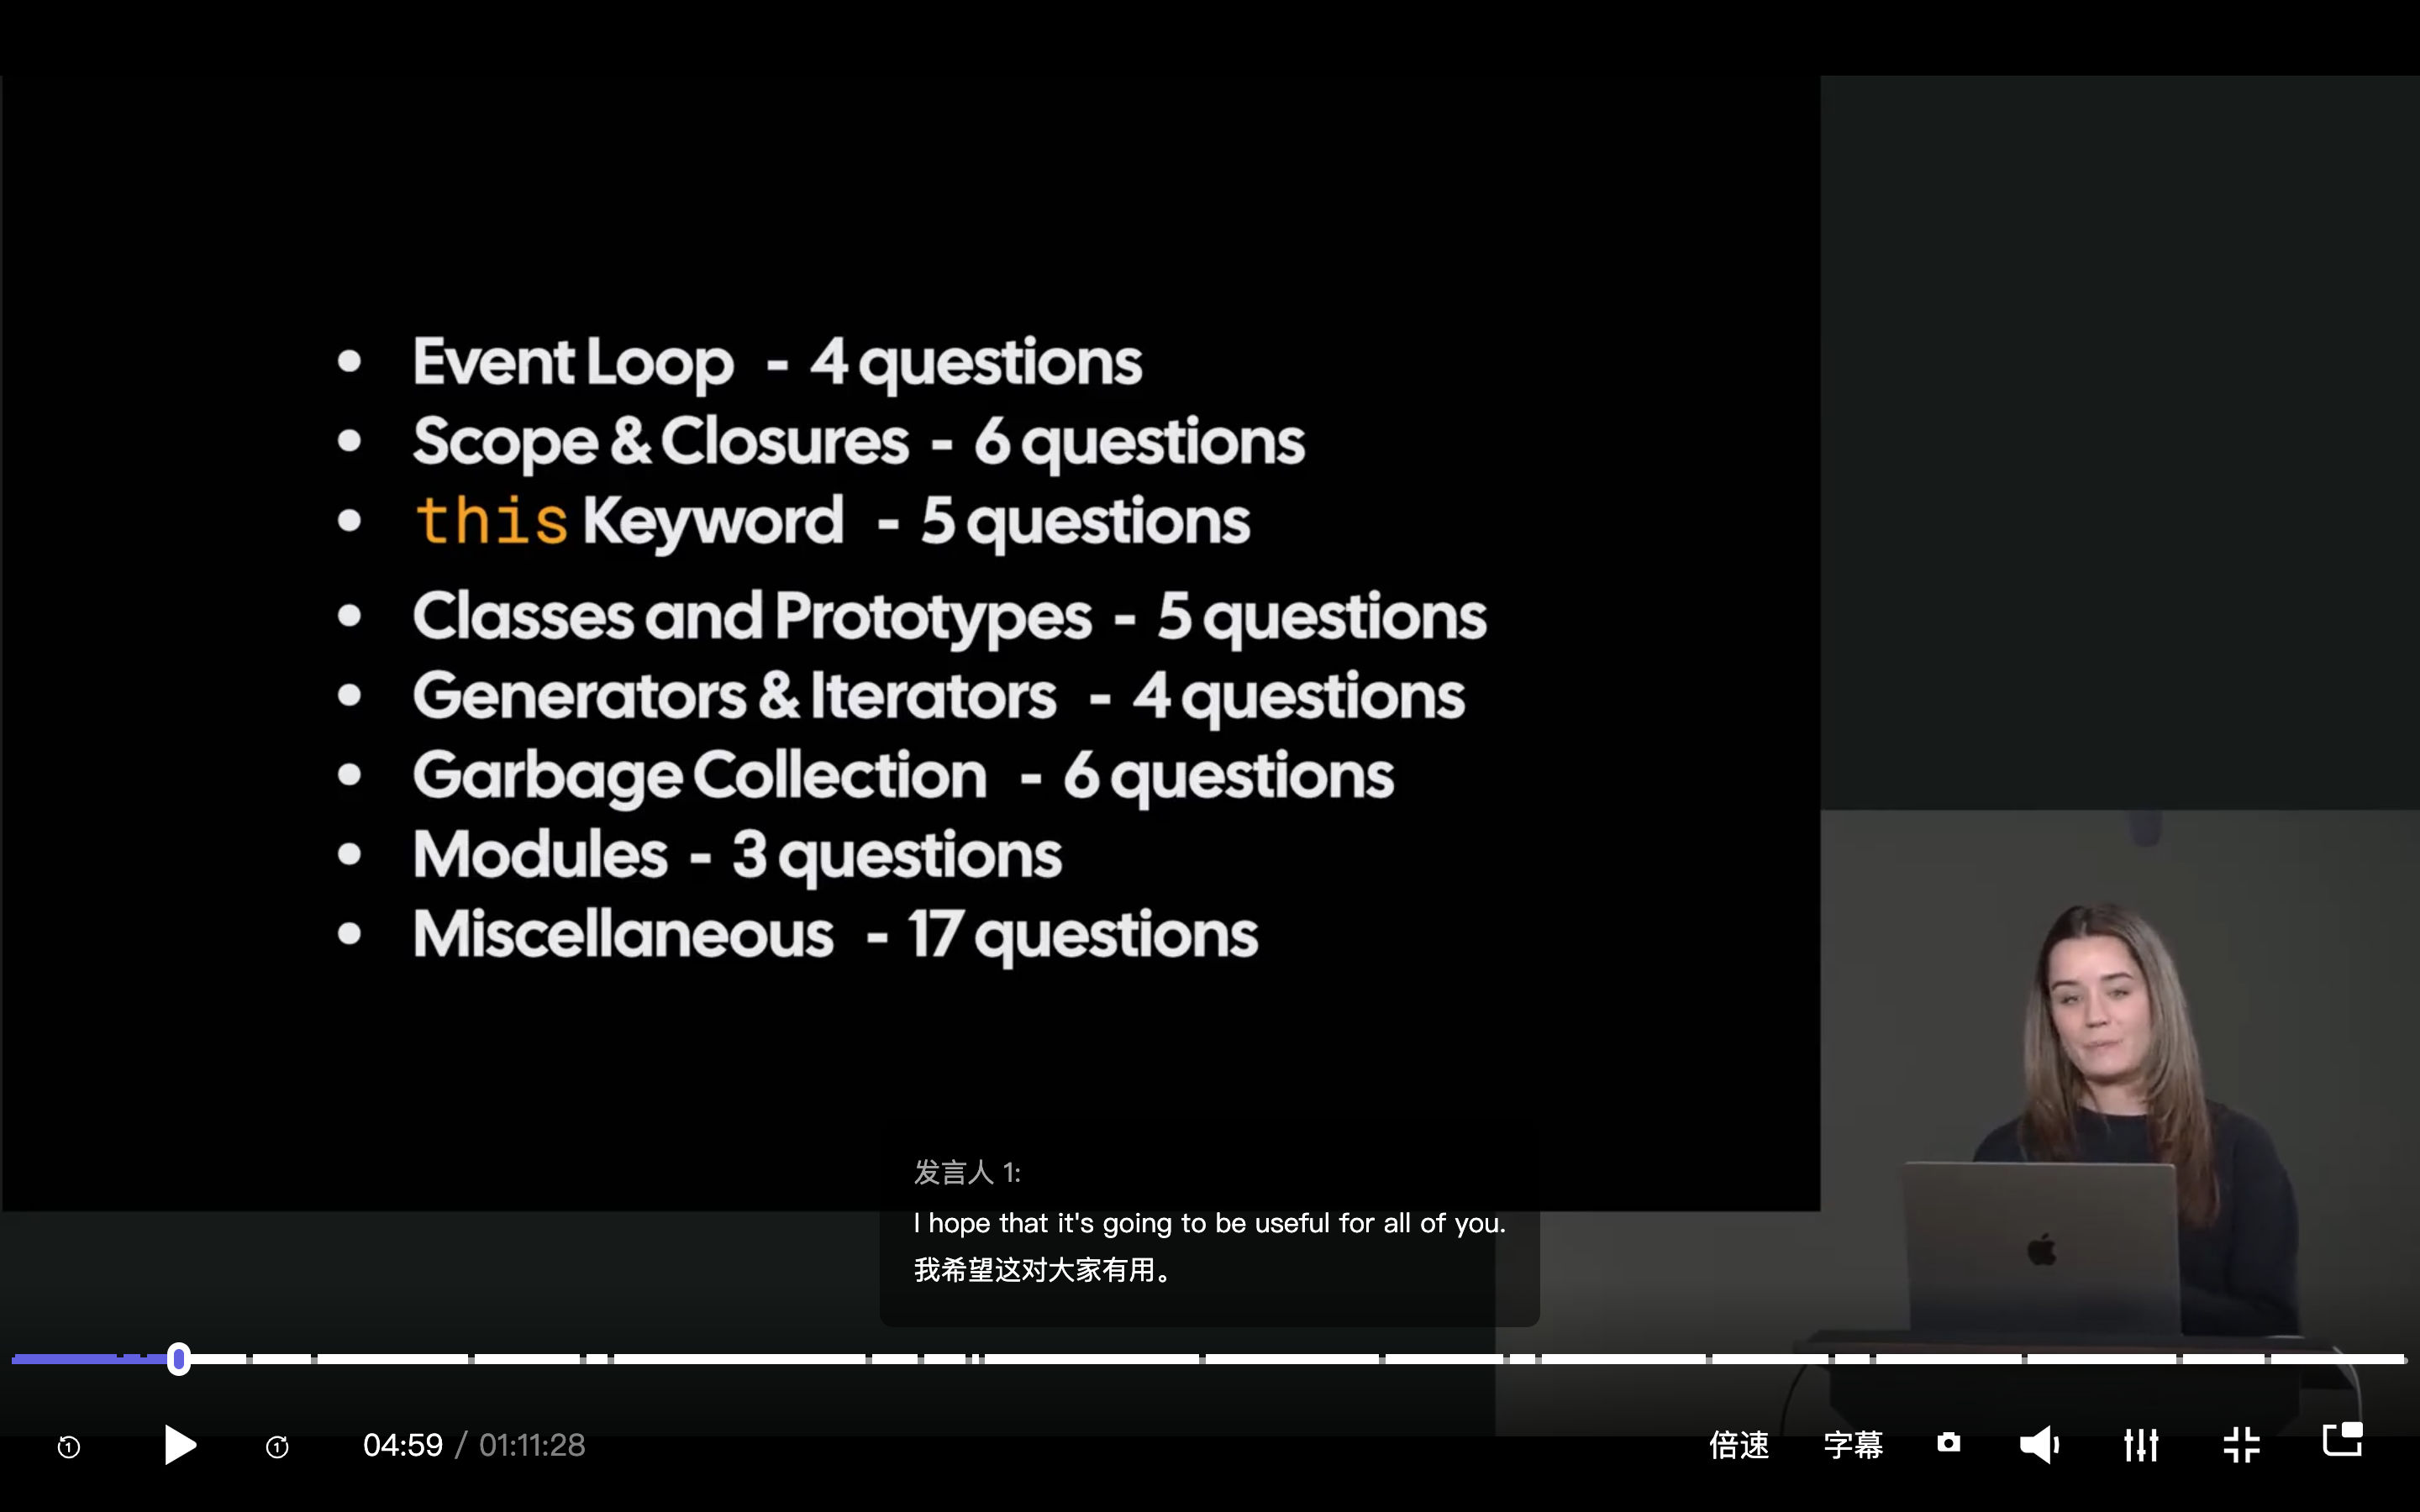 • Event Loop - 4 questions
• Scope & Closures - 6 questions
• this Keyword - 5 questions
• Classes and Prototypes - 5 questions
• Generators & Iterators - 4 questions
• Garbage Collection - 6 questions
• Modules - 3 questions
• Miscellaneous - 17 questions
发言人 1:
I hope that it's going to be useful for all of you.
我希望这对大家有用。
1 1 04:59 / 01:11:28 倍速 字幕